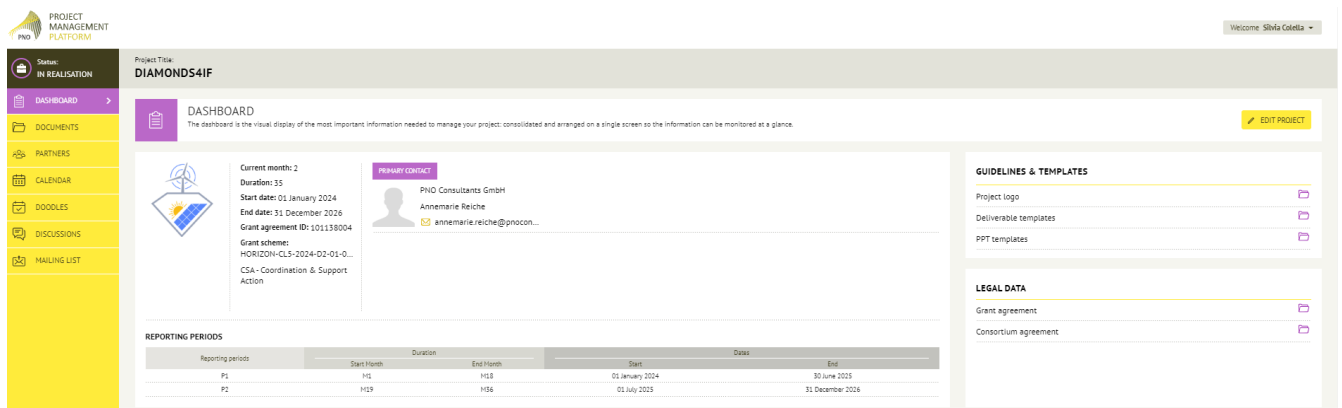 PROJECT
MANAGEMENT
PLATFORM
PNO
Welcome Silvia Colella
Status:
IN REALISATION
Project Title:
DIAMONDS4IF
DASHBOARD
DOCUMENTS
PARTNERS
CALENDAR
DOODLES
DISCUSSIONS
MAILING LIST
DASHBOARD
The dashboard is the visual display of the most important information needed to manage your project: consolidated and arranged on a single screen so the information can be monitored at a glance.
EDIT PROJECT
Current month: 2
Duration: 35
Start date: 01 January 2024
End date: 31 December 2026
Grant agreement ID: 101138004
Grant scheme:
HORIZON-CL5-2024-D2-01-0...
CSA - Coordination & Support
Action
PRIMARY CONTACT
PNO Consultants GmbH
Annemarie Reiche
annemarie.reiche@pnocon...
GUIDELINES & TEMPLATES
Project logo
Deliverable templates
PPT templates
LEGAL DATA
Grant agreement
Consortium agreement
REPORTING PERIODS
Reporting periods Duration Dates
Start Month End Month Start End
P1 M1 M18 01 January 2024 30 June 2025
P2 M19 M36 01 July 2025 31 December 2026